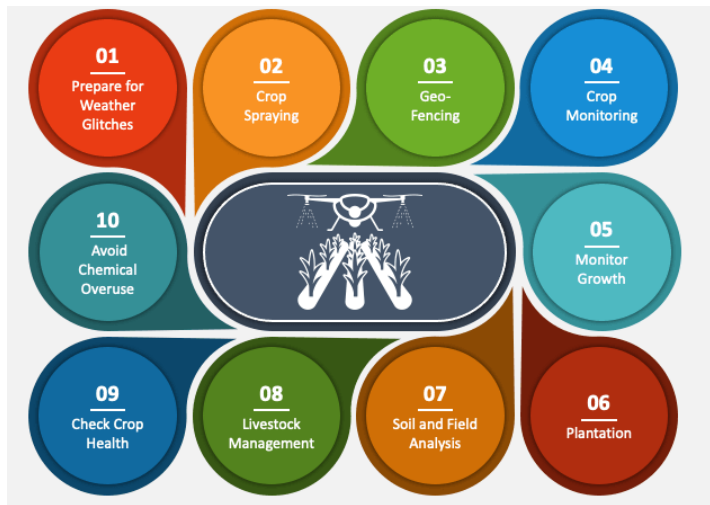 01
Prepare for
Weather
Glitches
02
Crop
Spraying
03
Geo-
Fencing
04
Crop
Monitoring
05
Monitor
Growth
06
Plantation
07
Soil and Field
Analysis
08
Livestock
Management
09
Check Crop
Health
10
Avoid
Chemical
Overuse